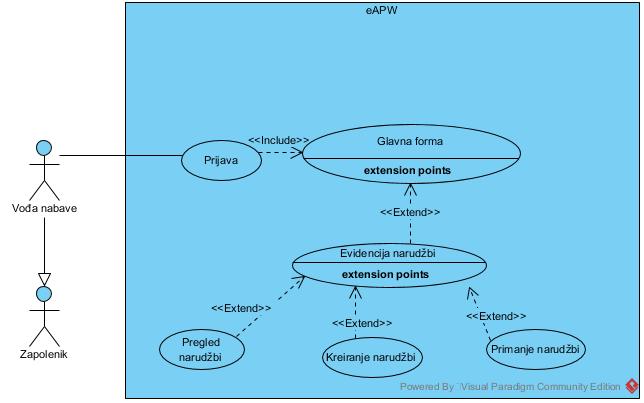 eAPW
<<Include>>
Glavna forma
Prijava
extension points
Vođa nabave
<<Extend>>
Evidencija narudžbi
extension points
<<Extend>>
<<Extend>>
<<Extend>>
Zapolenik
Pregled
narudžbi
Kreiranje narudžbi
Primanje narudžbi
Powered By Visual Paradigm Community Edition